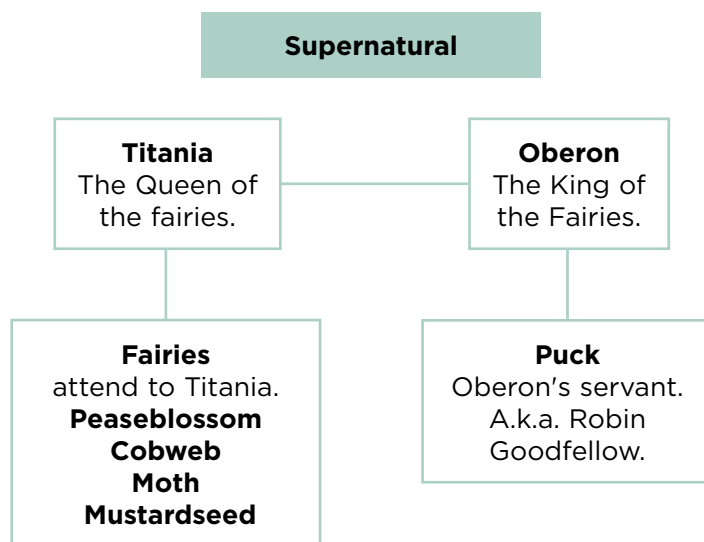 Supernatural
Titania
The Queen of
the fairies.
Oberon
The King of
the Fairies.
Fairies
attend to Titania.
Peaseblossom
Cobweb
Moth
Mustardseed
Puck
Oberon's servant.
A.k.a. Robin
Goodfellow.